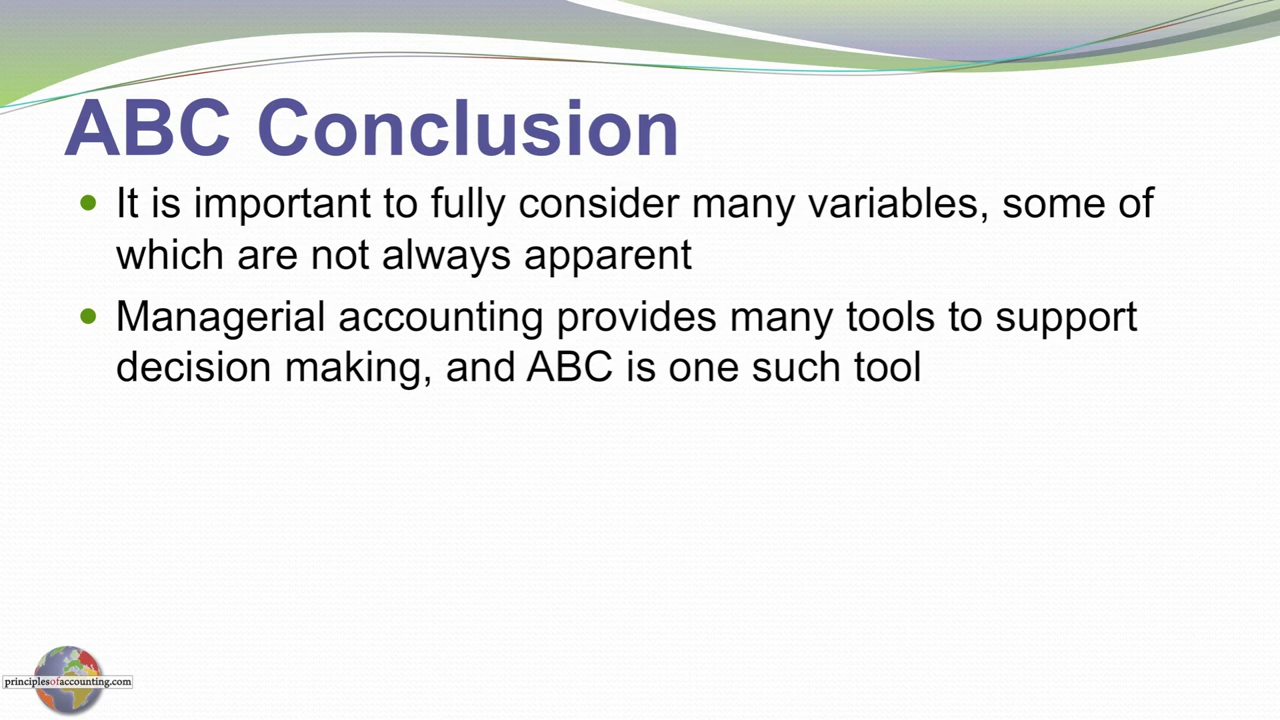 ABC Conclusion
It is important to fully consider many variables, some of
which are not always apparent
Managerial accounting provides many tools to support
decision making, and ABC is one such tool
principlesofaccounting.com